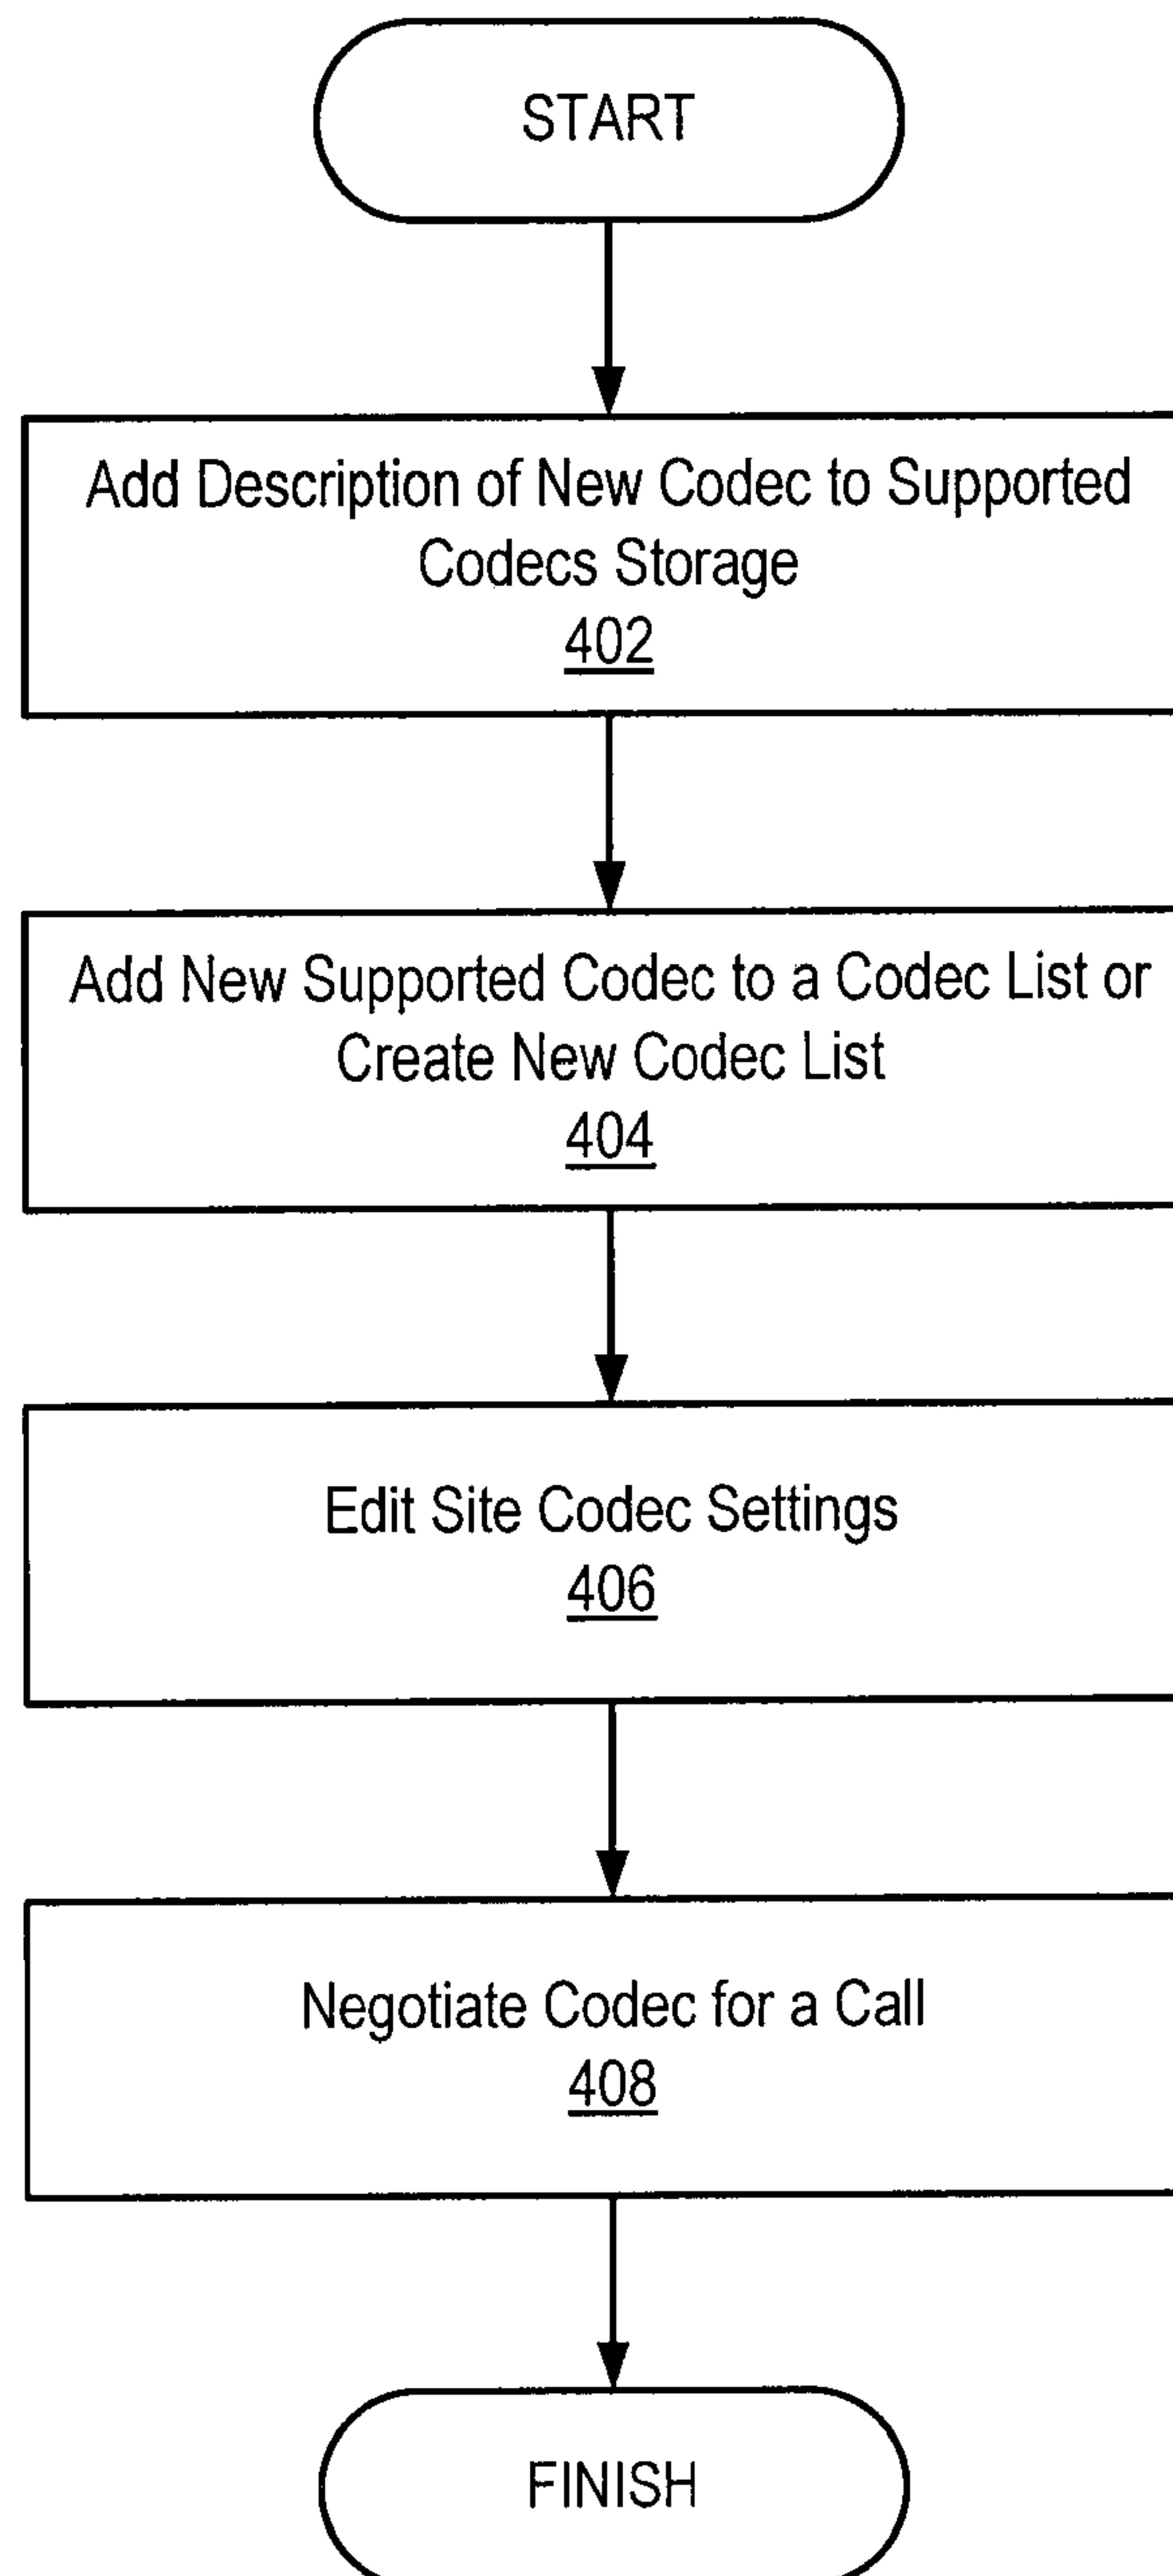 START
Add Description of New Codec to Supported
Codecs Storage
402
Add New Supported Codec to a Codec List or
Create New Codec List
404
Edit Site Codec Settings
406
Negotiate Codec for a Call
408
FINISH